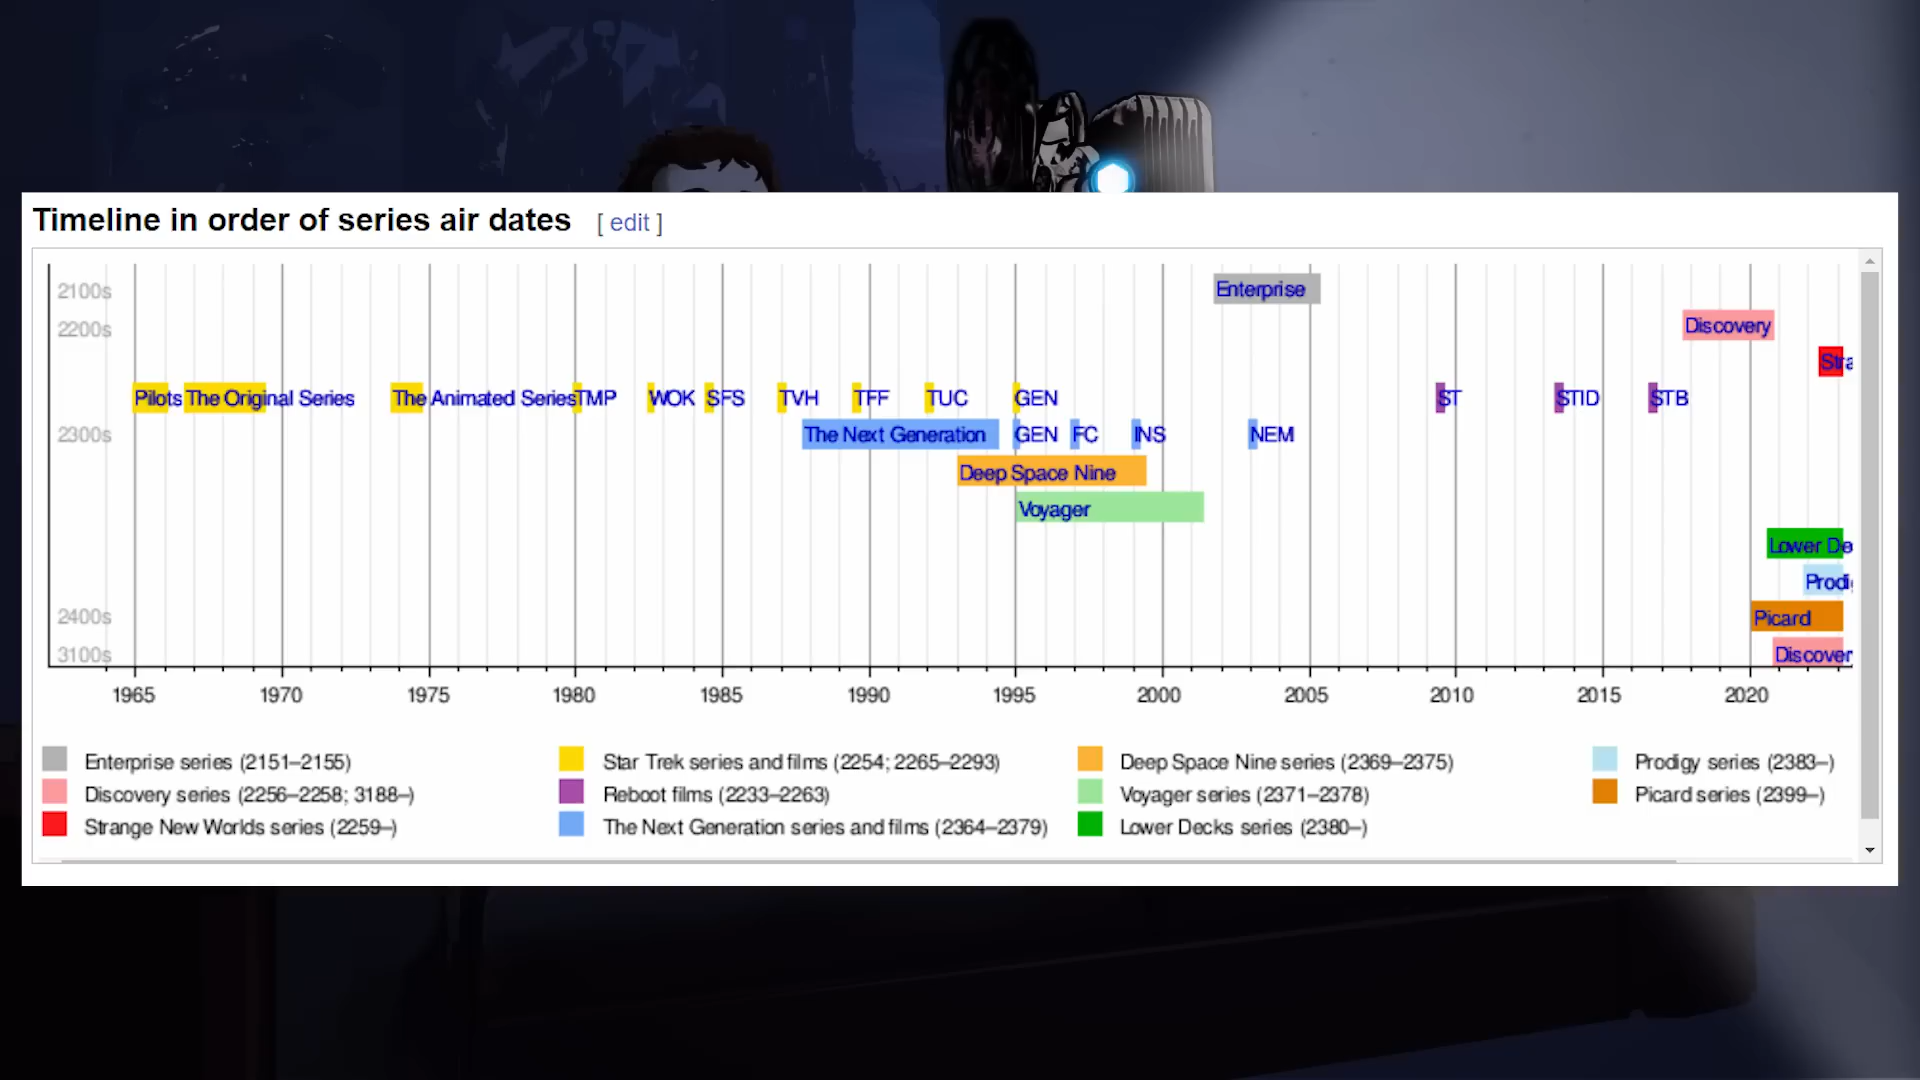 Timeline in order of series air dates [ edit ]
2100s Enterprise
2200s Discovery
Stra
Pilots The Original Series The Animated Series TMP WOK SFS TVH TFF TUC GEN ST STID STB
2300s The Next Generation GEN FC INS NEM
Deep Space Nine
Voyager
Lower De
Prodi
2400s Picard
3100s Discover
1965 1970 1975 1980 1985 1990 1995 2000 2005 2010 2015 2020
Enterprise series (2151–2155) Star Trek series and films (2254; 2265–2293) Deep Space Nine series (2369–2375) Prodigy series (2383–)
Discovery series (2256–2258; 3188–) Reboot films (2233–2263) Voyager series (2371–2378) Picard series (2399–)
Strange New Worlds series (2259–) The Next Generation series and films (2364–2379) Lower Decks series (2380–)